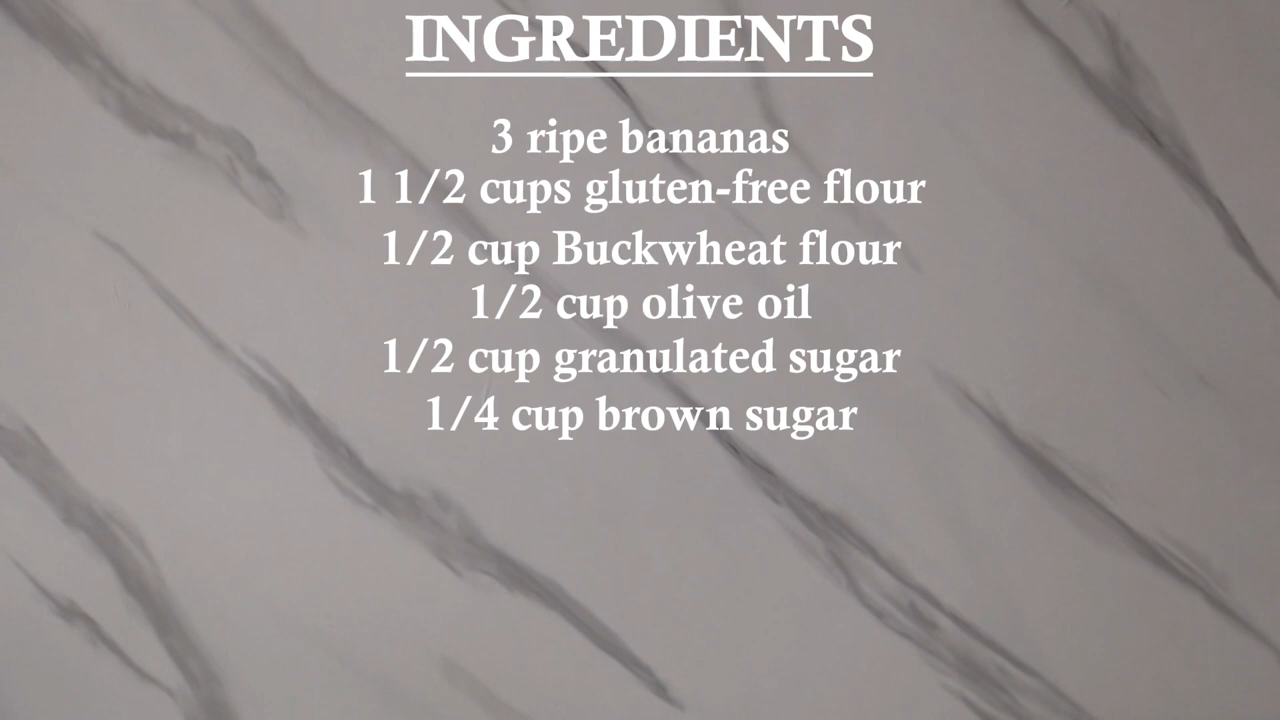 INGREDIENTS
3 ripe bananas
1 1/2 cups gluten-free flour
1/2 cup Buckwheat flour
1/2 cup olive oil
1/2 cup granulated sugar
1/4 cup brown sugar